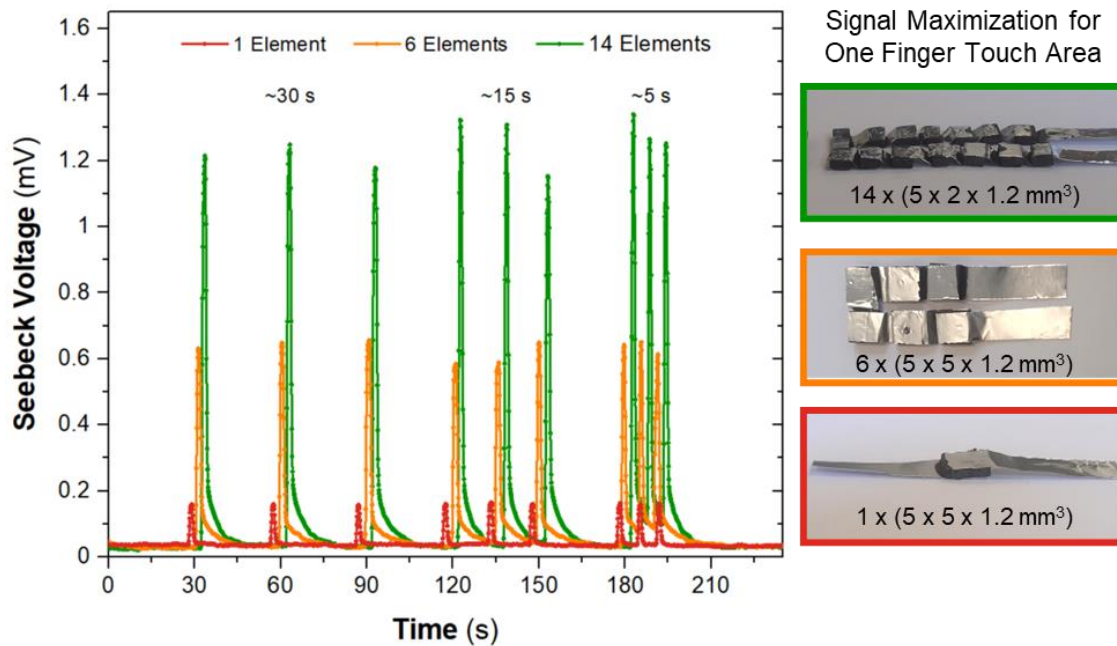 1.6
1.4
1.2
1
0.8
0.6
0.4
0.2
0
Seebeck Voltage (mV)
1 Element 6 Elements 14 Elements
~30 s ~15 s ~5 s
0 30 60 90 120 150 180 210
Time (s)
Signal Maximization for
One Finger Touch Area
14 x (5 x 2 x 1.2 mm³)
6 x (5 x 5 x 1.2 mm³)
1 x (5 x 5 x 1.2 mm³)